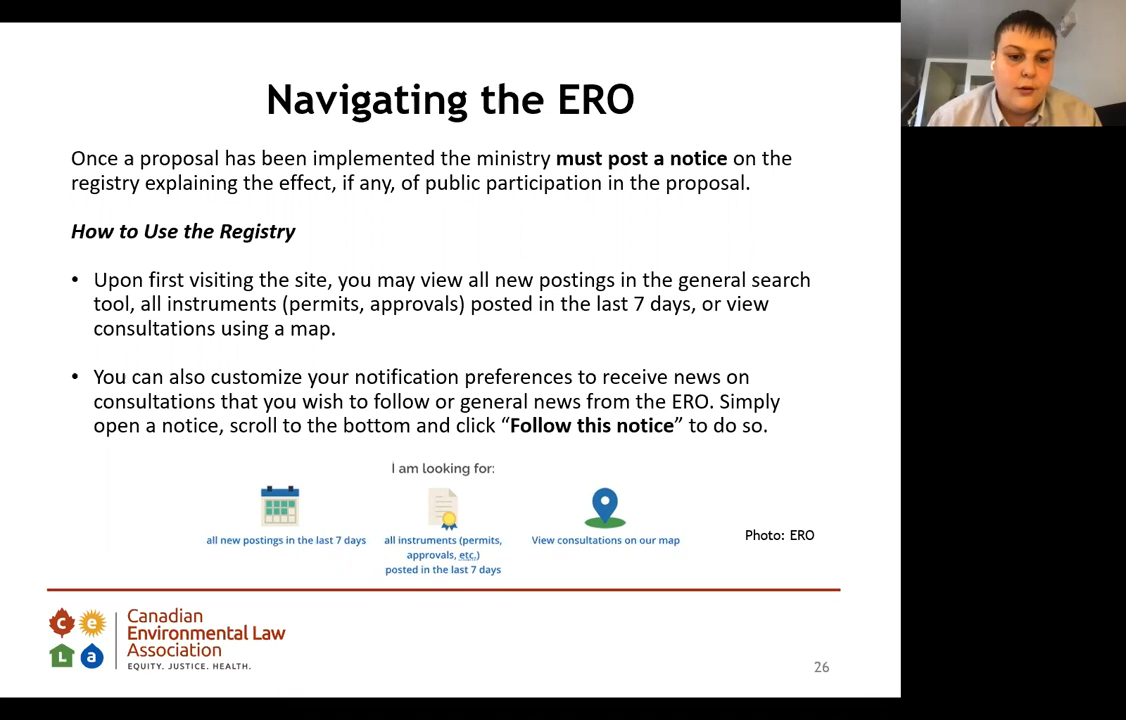 Navigating the ERO
Once a proposal has been implemented the ministry must post a notice on the
registry explaining the effect, if any, of public participation in the proposal.
How to Use the Registry
• Upon first visiting the site, you may view all new postings in the general search
tool, all instruments (permits, approvals) posted in the last 7 days, or view
consultations using a map.
• You can also customize your notification preferences to receive news on
consultations that you wish to follow or general news from the ERO. Simply
open a notice, scroll to the bottom and click “Follow this notice” to do so.
I am looking for:
all new postings in the last 7 days
all instruments (permits,
approvals, etc.)
posted in the last 7 days
View consultations on our map
Photo: ERO
c e
L a
Canadian
Environmental Law
Association
EQUITY. JUSTICE. HEALTH.
26